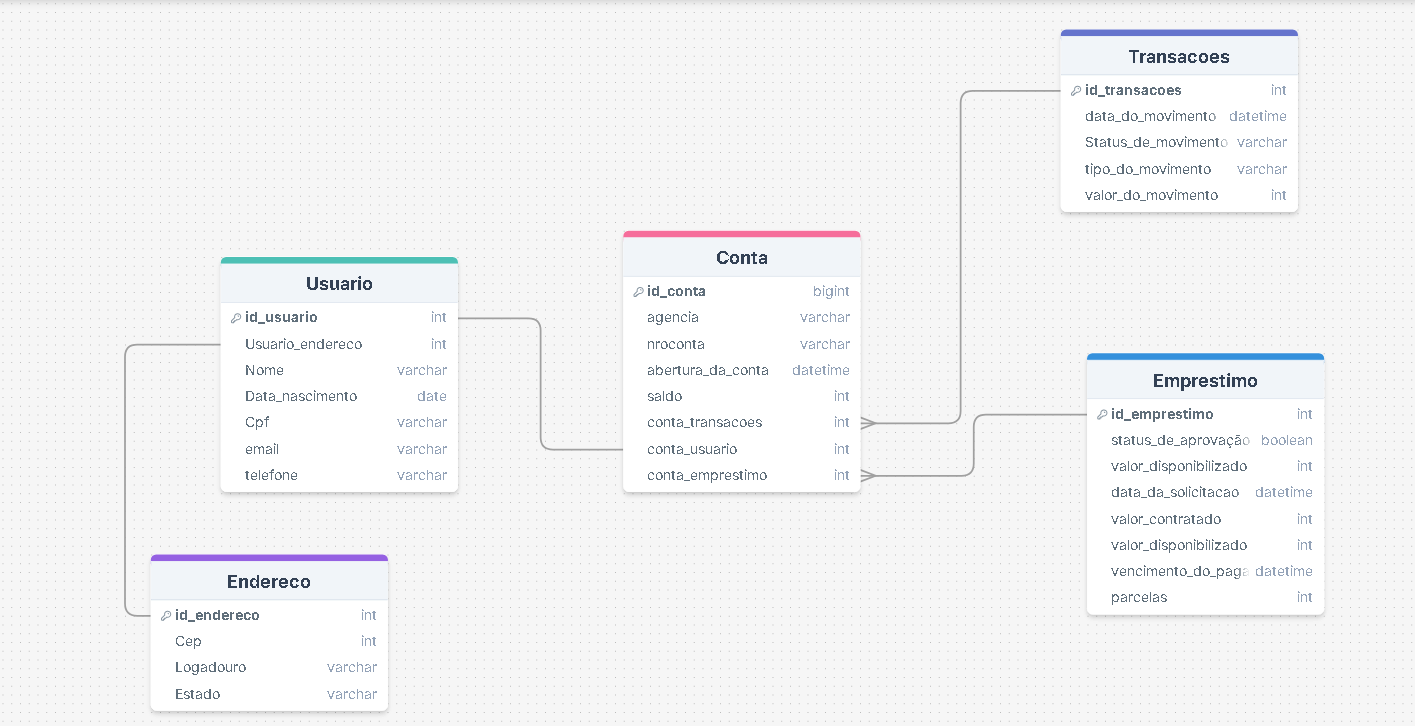 Transacoes
id_transacoes int
data_do_movimento datetime
Status_de_movimento varchar
tipo_do_movimento varchar
valor_do_movimento int
Conta
id_conta bigint
agencia varchar
nroconta varchar
abertura_da_conta datetime
saldo int
conta_transacoes int
conta_usuario int
conta_emprestimo int
Usuario
id_usuario int
Usuario_endereco int
Nome varchar
Data_nascimento date
Cpf varchar
email varchar
telefone varchar
Emprestimo
id_emprestimo int
status_de_aprovação boolean
valor_disponibilizado int
data_da_solicitacao datetime
valor_contratado int
valor_disponibilizado int
vencimento_do_paga datetime
parcelas int
Endereco
id_endereco int
Cep int
Logadouro varchar
Estado varchar